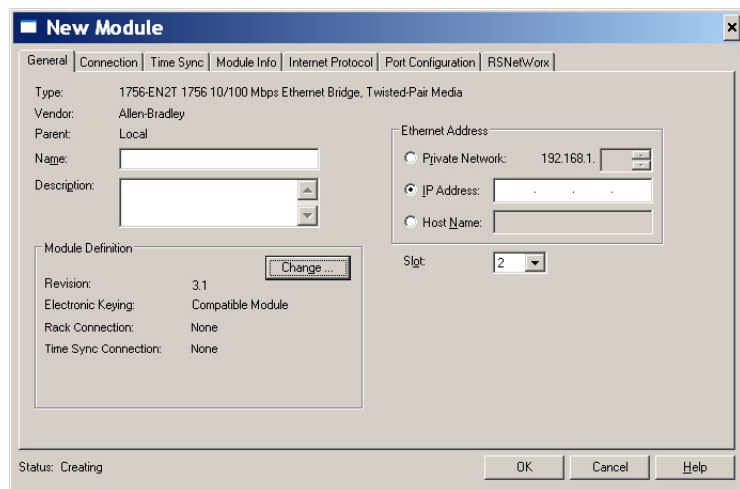 New Module
General Connection Time Sync Module Info Internet Protocol Port Configuration RSNetWorx
Type: 1756-EN2T 1756 10/100 Mbps Ethernet Bridge, Twisted-Pair Media
Vendor: Allen-Bradley
Parent: Local
Name:
Description:
Ethernet Address
Private Network: 192.168.1.
IP Address: . . .
Host Name:
Slot: 2
Module Definition
Change ...
Revision: 3.1
Electronic Keying: Compatible Module
Rack Connection: None
Time Sync Connection: None
Status: Creating
OK Cancel Help